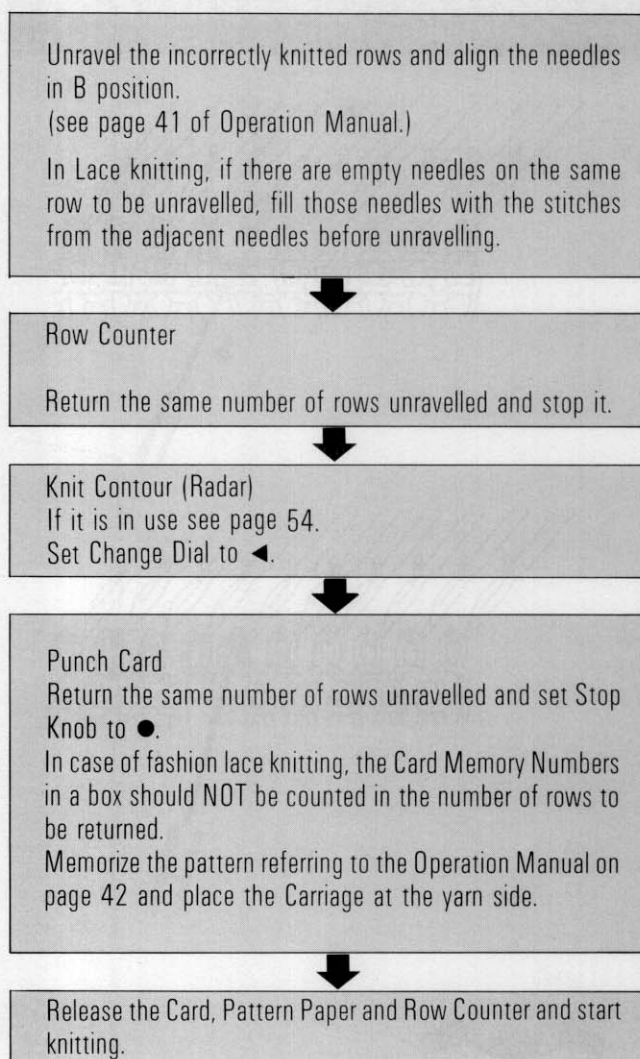 Unravel the incorrectly knitted rows and align the needles
in B position.
(see page 41 of Operation Manual.)
In Lace knitting, if there are empty needles on the same
row to be unravelled, fill those needles with the stitches
from the adjacent needles before unravelling.
Row Counter
Return the same number of rows unravelled and stop it.
Knit Contour (Radar)
If it is in use see page 54.
Set Change Dial to ◄.
Punch Card
Return the same number of rows unravelled and set Stop
Knob to ●.
In case of fashion lace knitting, the Card Memory Numbers
in a box should NOT be counted in the number of rows to
be returned.
Memorize the pattern referring to the Operation Manual on
page 42 and place the Carriage at the yarn side.
Release the Card, Pattern Paper and Row Counter and start
knitting.